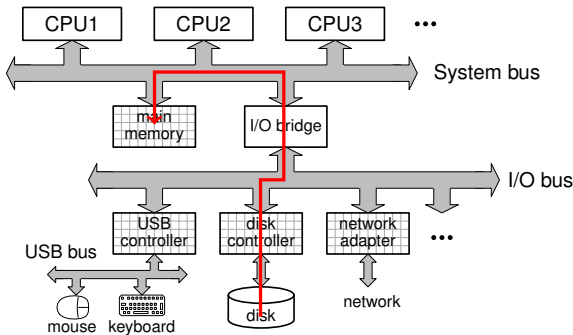 CPU1 CPU2 CPU3 •••
System bus
main
memory
I/O bridge
I/O bus
USB
controller
disk
controller
network
adapter
•••
USB bus
mouse
keyboard
disk
network